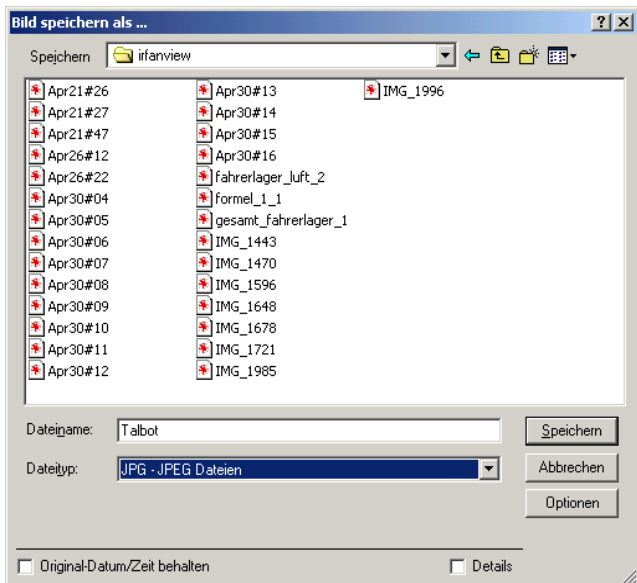 Bild speichern als ...
Speichern
irfanview
Apr21#26
Apr21#27
Apr21#47
Apr26#12
Apr26#22
Apr30#04
Apr30#05
Apr30#06
Apr30#07
Apr30#08
Apr30#09
Apr30#10
Apr30#11
Apr30#12
Apr30#13
Apr30#14
Apr30#15
Apr30#16
fahrerlager_luft_2
formel_1_1
gesamt_fahrerlager_1
IMG_1443
IMG_1470
IMG_1596
IMG_1648
IMG_1678
IMG_1721
IMG_1985
IMG_1996
Dateiname: Talbot
Speichern
Dateityp: JPG - JPEG Dateien
Abbrechen
Optionen
Original-Datum/Zeit behalten
Details